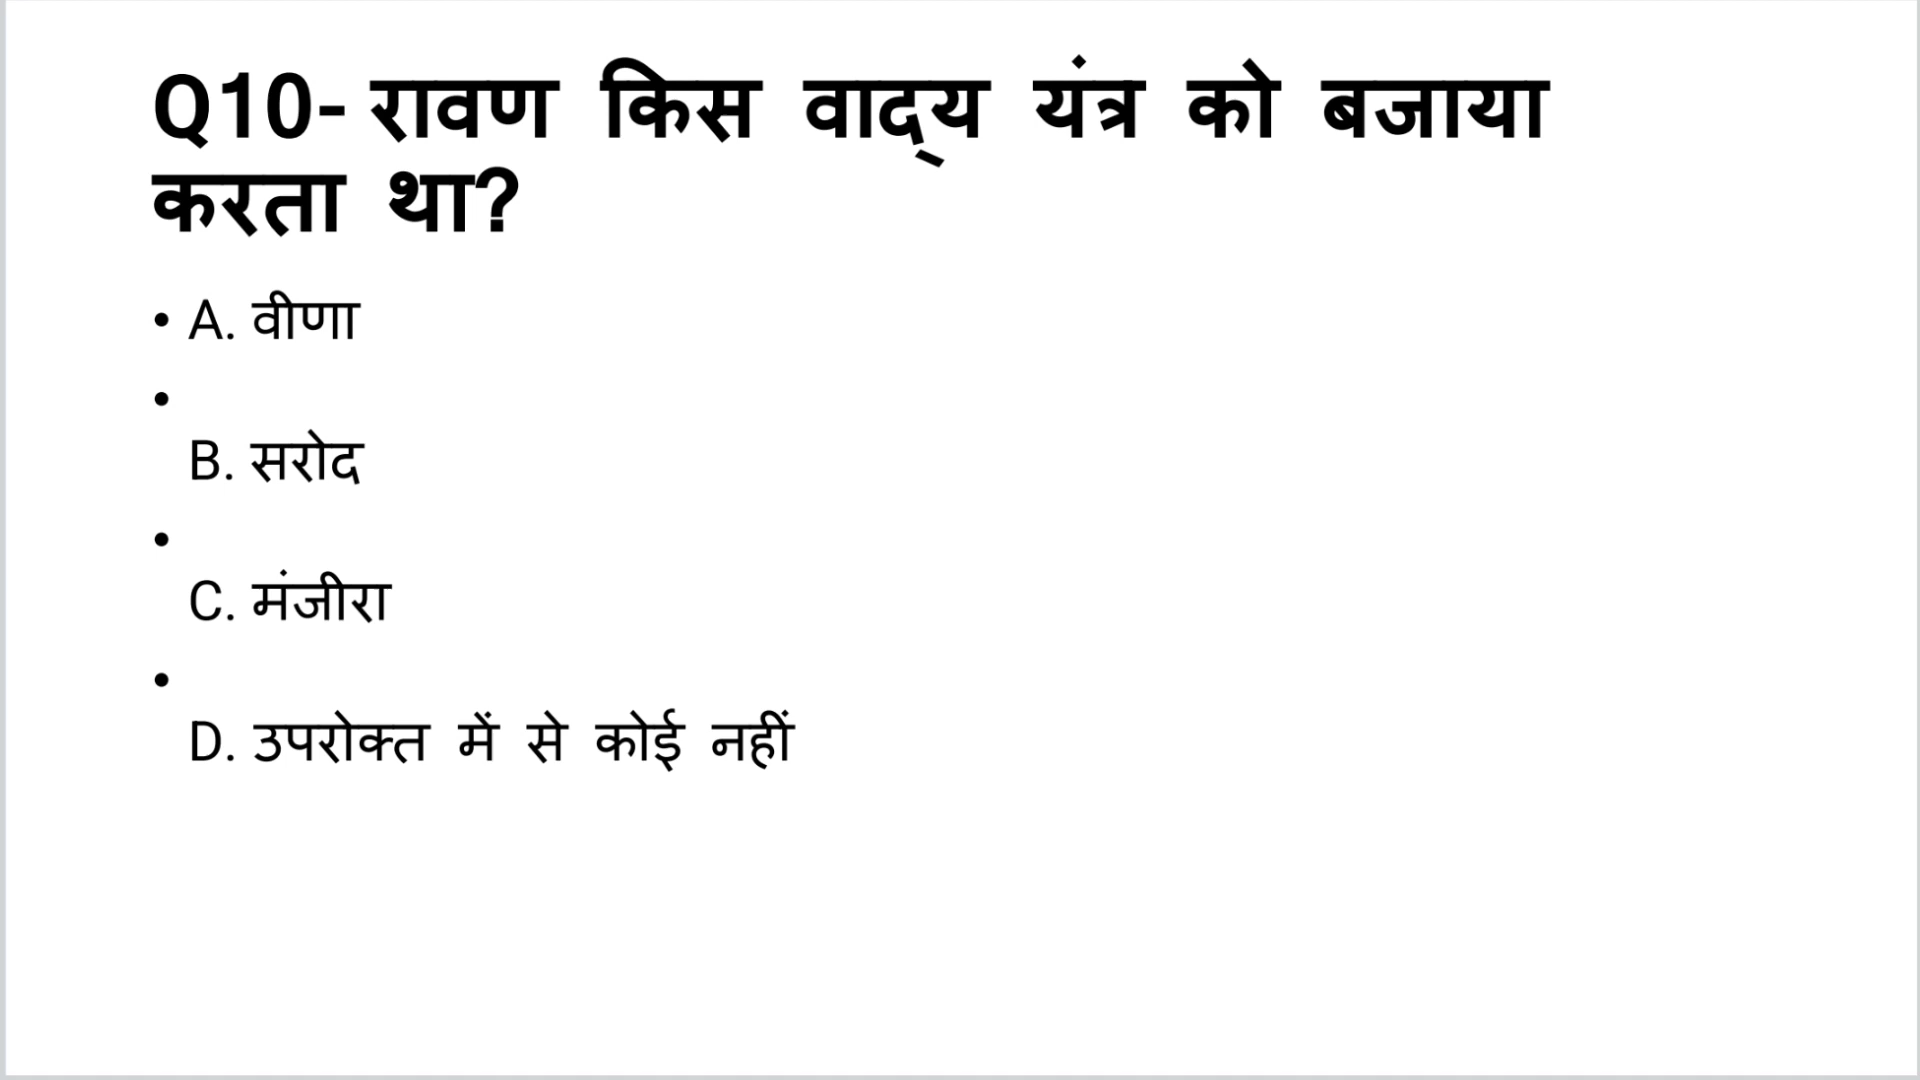 Q10- रावण किस वाद्‌य यंत्र को बजाया
करता था?
• A. वीणा
•
B. सरोद
•
C. मंजीरा
•
D. उपरोक्त में से कोई नहीं